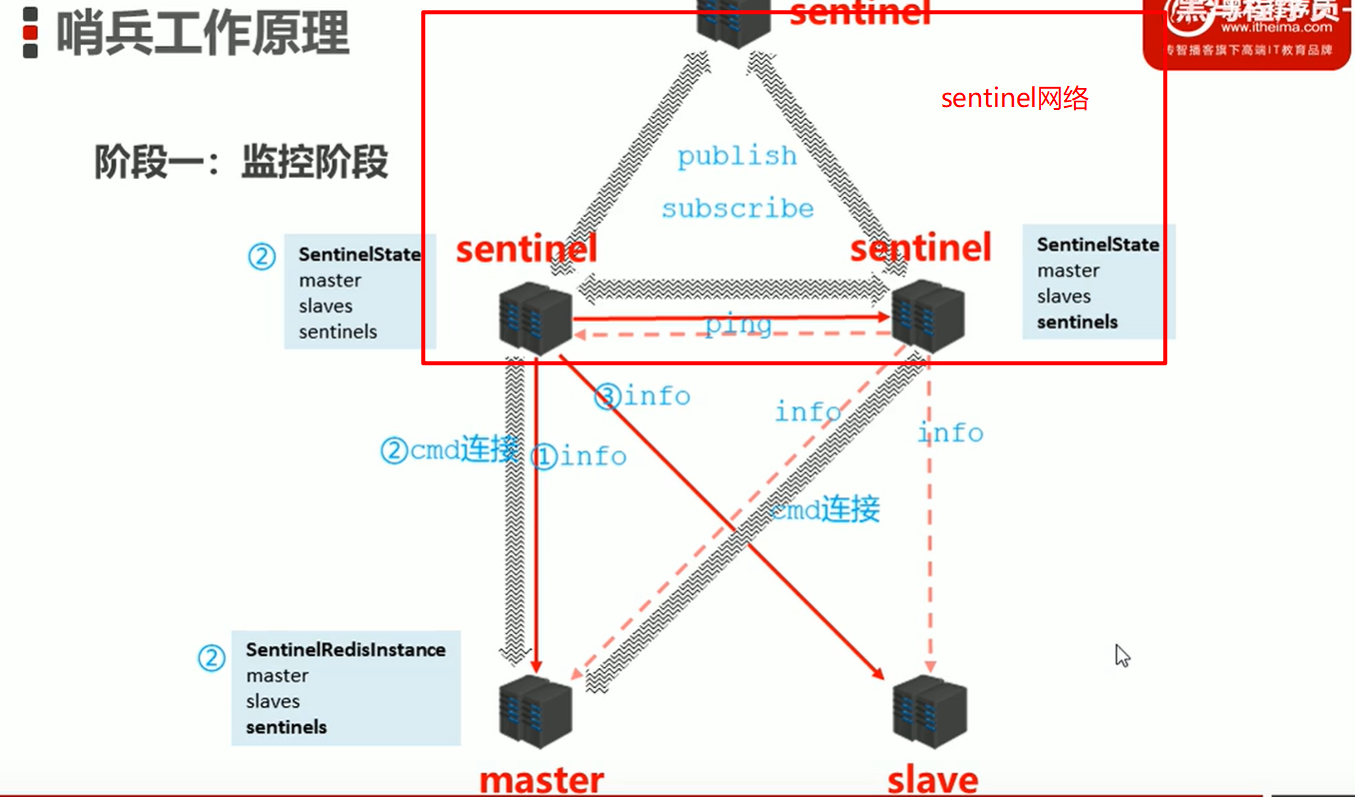 哨兵工作原理
sentinel
黑马程序员
www.itheima.com
传智播客旗下高端IT教育品牌
sentinel网络
阶段一：监控阶段
publish
subscribe
sentinel
sentinel
②
SentinelState
master
slaves
sentinels
SentinelState
master
slaves
sentinels
ping
③info
info
info
②cmd连接
①info
cmd连接
②
SentinelRedisInstance
master
slaves
sentinels
master
slave